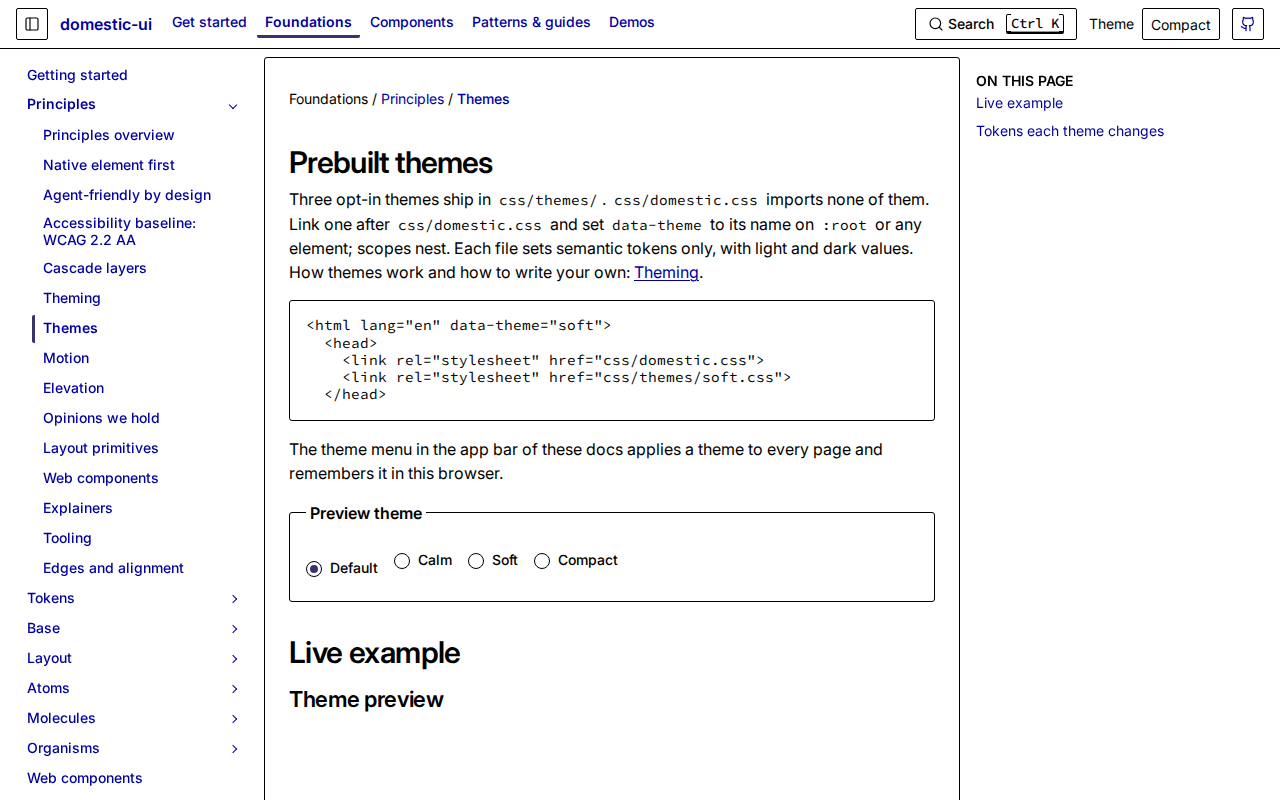 domestic-ui Get started Foundations Components Patterns & guides Demos Search Ctrl K Theme Compact
Getting started
Principles
Principles overview
Native element first
Agent-friendly by design
Accessibility baseline:
WCAG 2.2 AA
Cascade layers
Theming
Themes
Motion
Elevation
Opinions we hold
Layout primitives
Web components
Explainers
Tooling
Edges and alignment
Tokens
Base
Layout
Atoms
Molecules
Organisms
Web components
Foundations / Principles / Themes
Prebuilt themes
Three opt-in themes ship in css/themes/ . css/domestic.css imports none of them.
Link one after css/domestic.css and set data-theme to its name on :root or any
element; scopes nest. Each file sets semantic tokens only, with light and dark values.
How themes work and how to write your own: Theming.
<html lang="en" data-theme="soft">
  <head>
    <link rel="stylesheet" href="css/domestic.css">
    <link rel="stylesheet" href="css/themes/soft.css">
  </head>
The theme menu in the app bar of these docs applies a theme to every page and
remembers it in this browser.
Preview theme
Default Calm Soft Compact
Live example
Theme preview
ON THIS PAGE
Live example
Tokens each theme changes